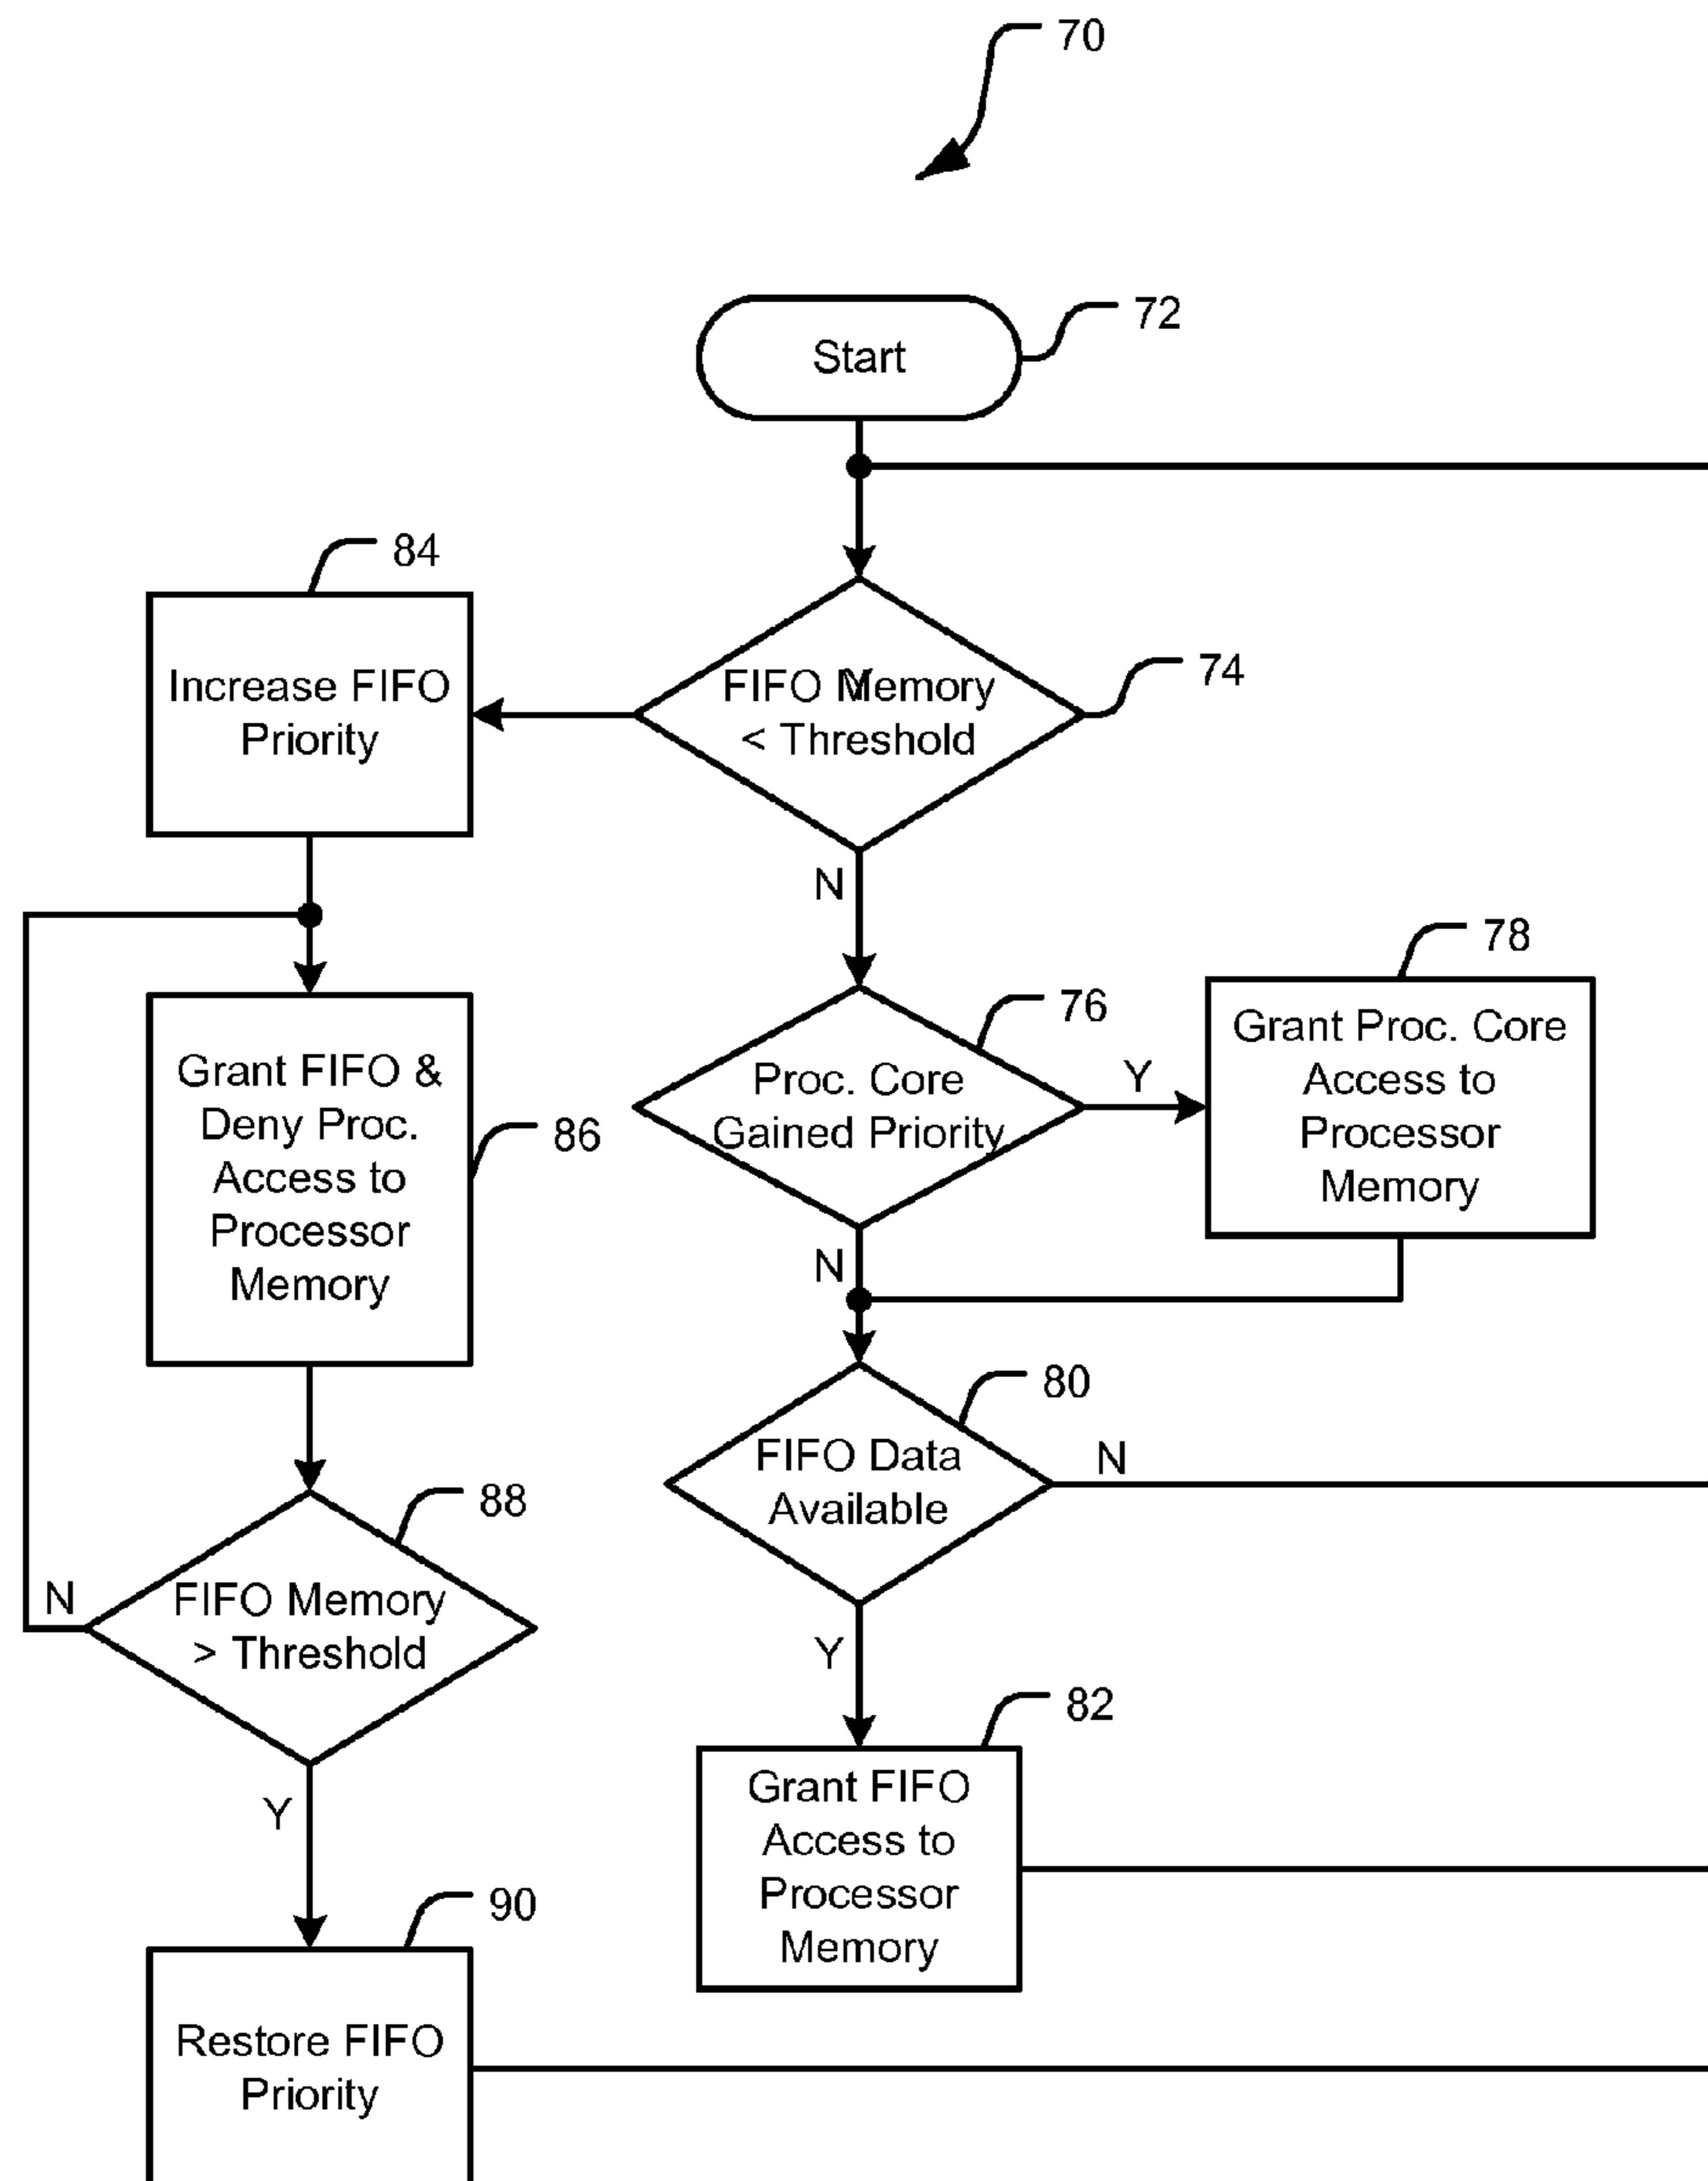 70
72
Start
84
Increase FIFO
Priority
Y
FIFO Memory
< Threshold
74
N
76
Proc. Core
Gained Priority
Y
78
Grant Proc. Core
Access to
Processor
Memory
Grant FIFO &
Deny Proc.
Access to
Processor
Memory
86
N
80
FIFO Data
Available
N
88
FIFO Memory
> Threshold
N
Y
Y
82
Grant FIFO
Access to
Processor
Memory
90
Restore FIFO
Priority